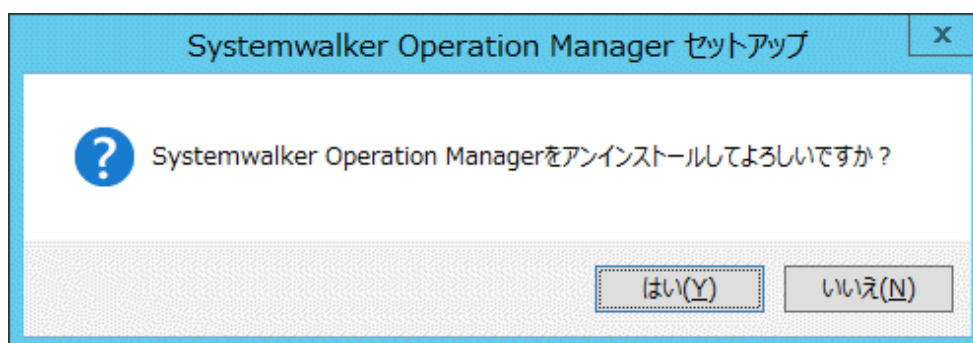 Systemwalker Operation Manager セットアップ
x
Systemwalker Operation Managerをアンインストールしてよろしいですか？
はい(Y)
いいえ(N)